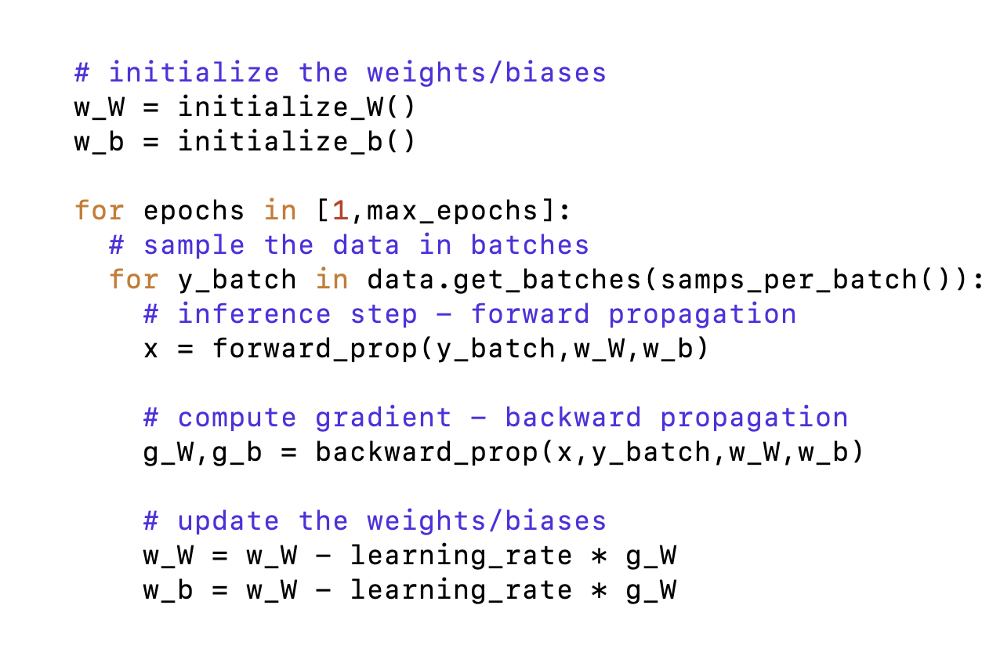 # initialize the weights/biases
w_W = initialize_W()
w_b = initialize_b()
for epochs in [1,max_epochs]:
# sample the data in batches
for y_batch in data.get_batches(samps_per_batch()):
# inference step – forward propagation
x = forward_prop(y_batch,w_W,w_b)
# compute gradient – backward propagation
g_W,g_b = backward_prop(x,y_batch,w_W,w_b)
# update the weights/biases
w_W = w_W – learning_rate * g_W
w_b = w_W – learning_rate * g_W